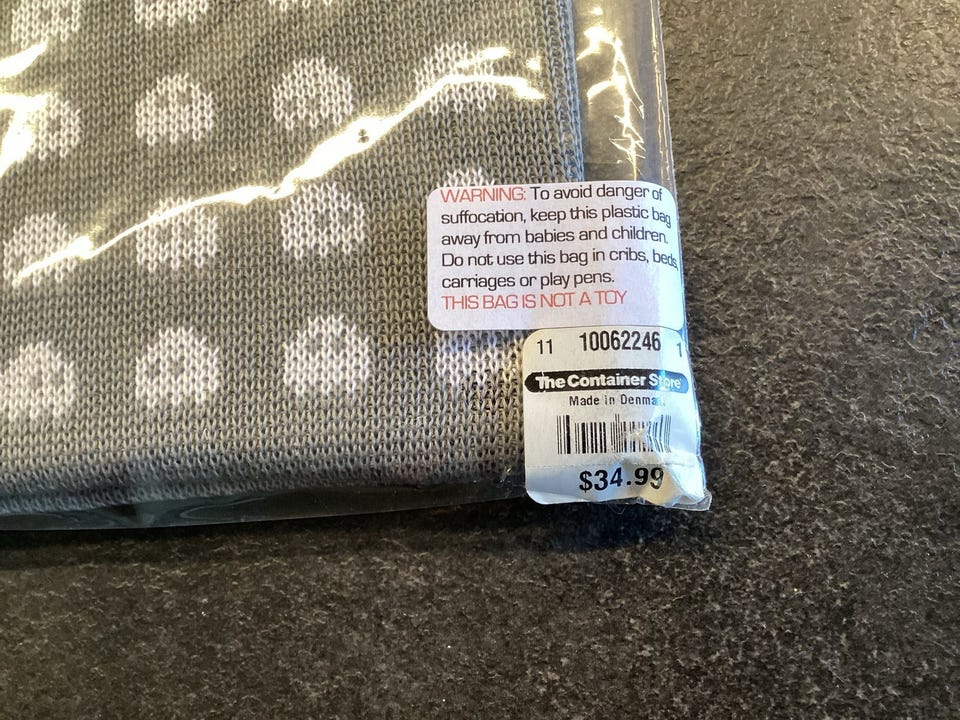 WARNING: To avoid danger of
suffocation, keep this plastic bag
away from babies and children.
Do not use this bag in cribs, beds,
carriages or play pens.
THIS BAG IS NOT A TOY
11 10062246 1
The Container Store
Made in Denmar
$34.99